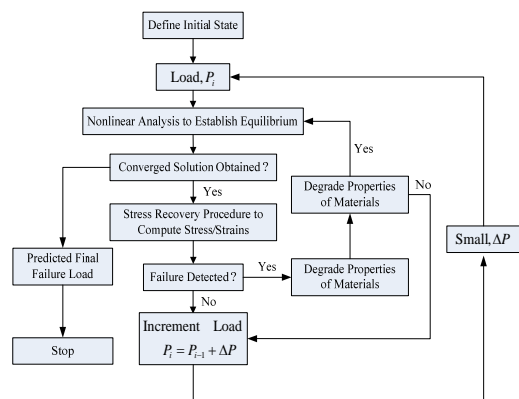 Define Initial State
Load, P_i
Nonlinear Analysis to Establish Equilibrium
Converged Solution Obtained ?
Yes
Stress Recovery Procedure to
Compute Stress/Strains
Failure Detected ?
Yes
No
Increment Load
P_i = P_{i-1} + ΔP
Predicted Final
Failure Load
Stop
Degrade Properties
of Materials
Yes
No
Degrade Properties
of Materials
Small, ΔP